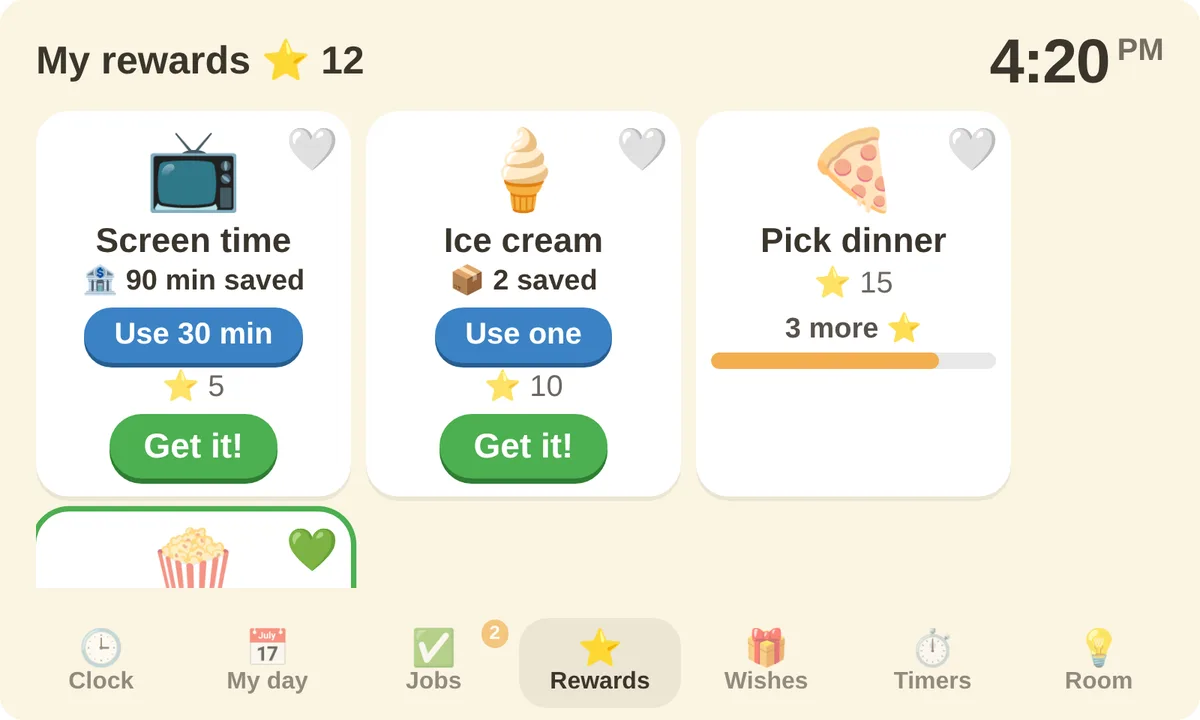 My rewards ⭐ 12
4:20 PM
Screen time
90 min saved
Use 30 min
⭐ 5
Get it!
Ice cream
2 saved
Use one
⭐ 10
Get it!
Pick dinner
⭐ 15
3 more ⭐
Clock
July
17
My day
Jobs
2
Rewards
Wishes
Timers
Room